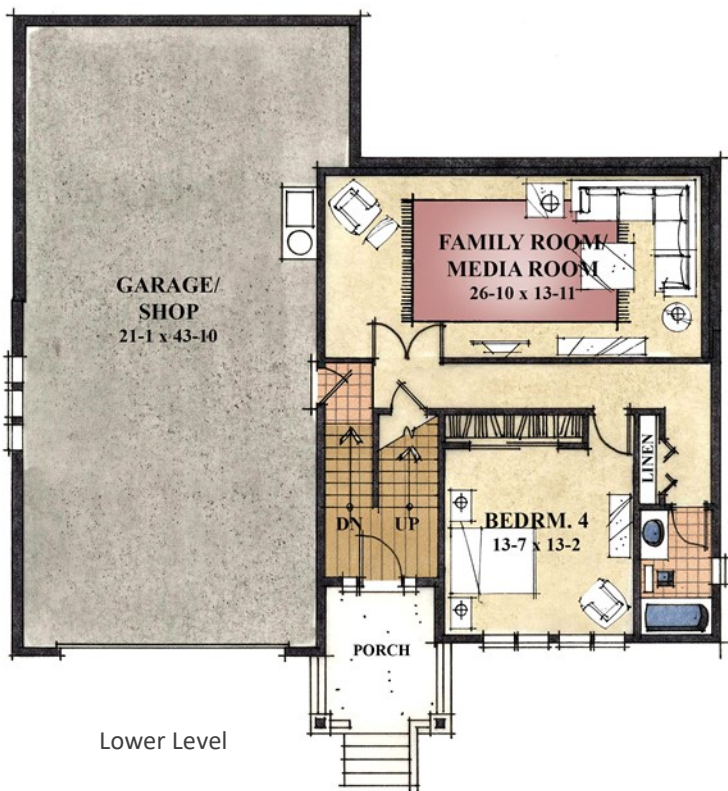 GARAGE/
SHOP
21-1 x 43-10
FAMILY ROOM/
MEDIA ROOM
26-10 x 13-11
LINEN
DN
UP
BEDRM. 4
13-7 x 13-2
PORCH
Lower Level